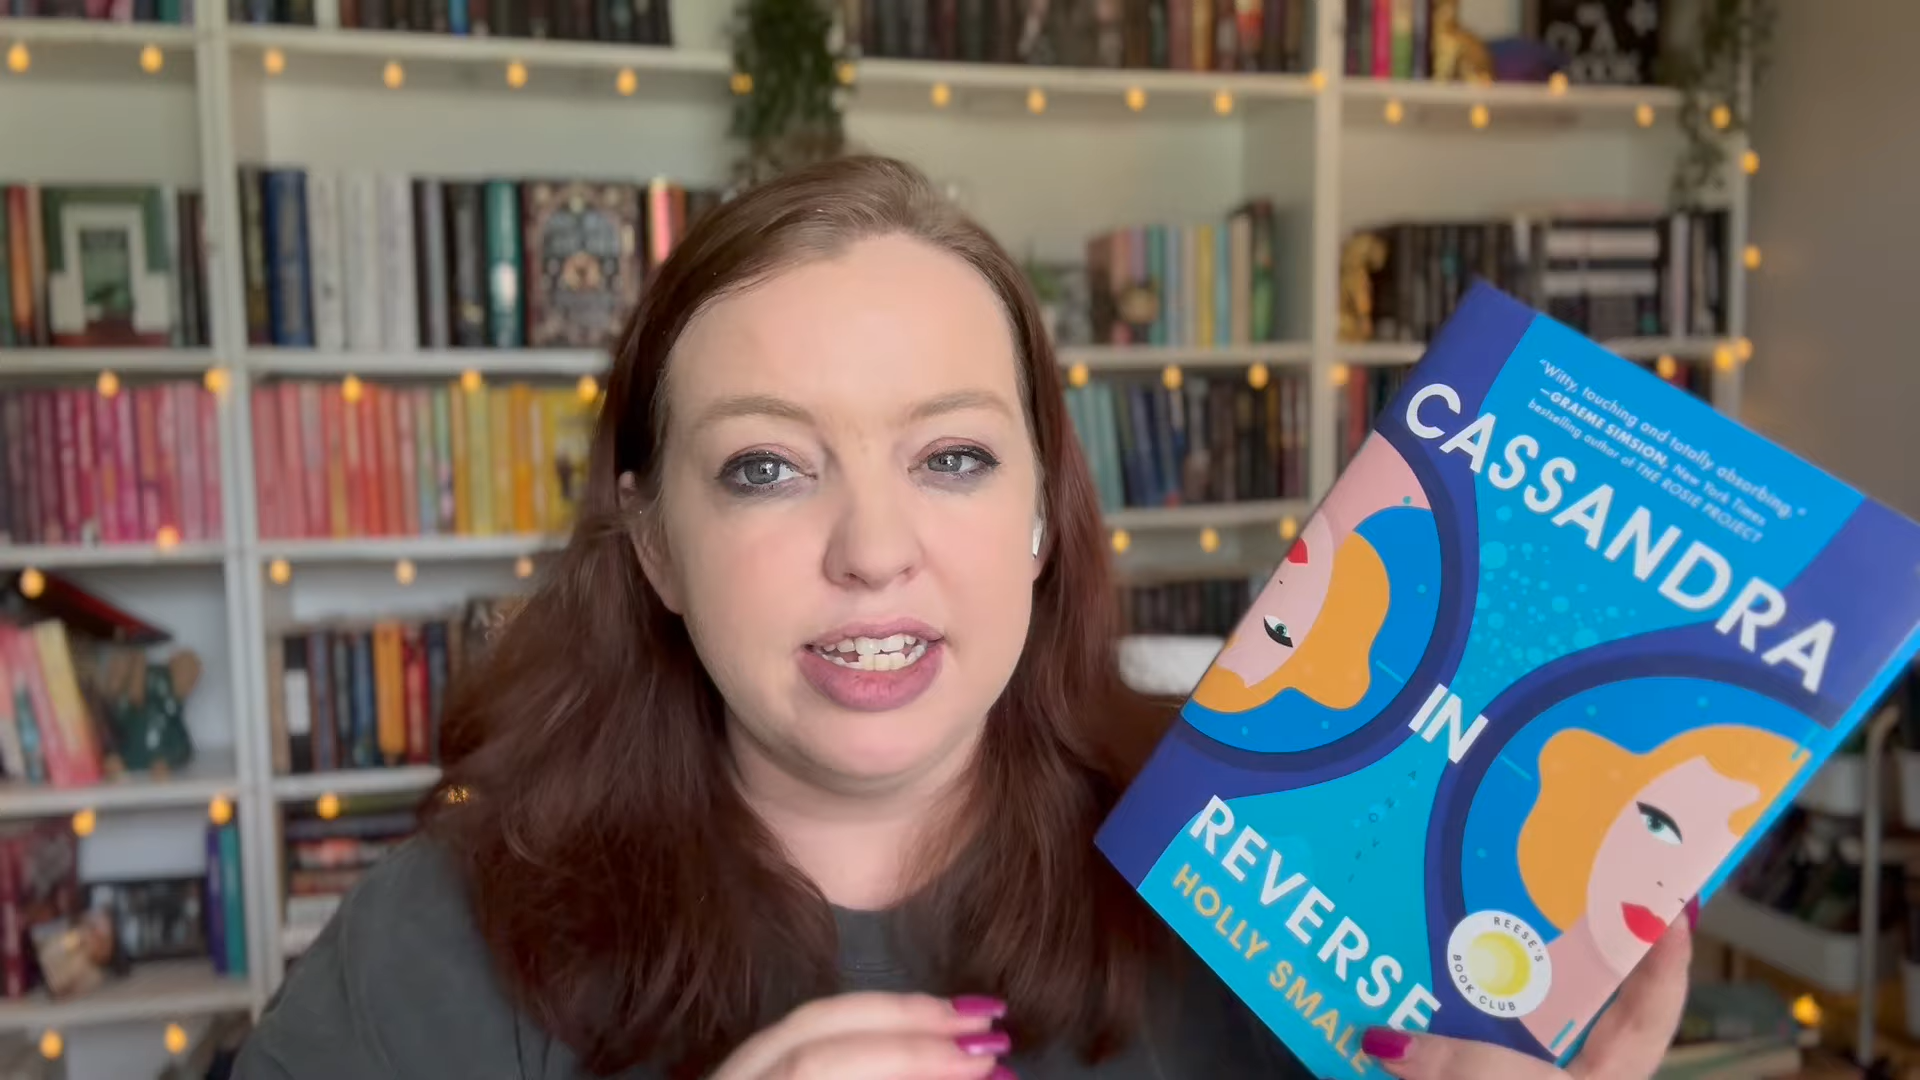 "Witty, touching and totally absorbing."
—GRAEME SIMSION, New York Times
bestselling author of THE ROSIE PROJECT
CASSANDRA
IN
REVERSE
A NOVEL
HOLLY SMALE
REESE'S
BOOK CLUB